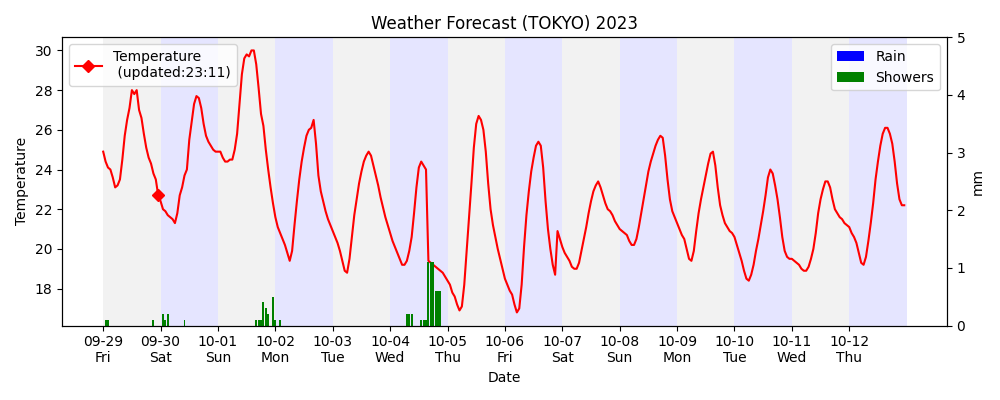 Weather Forecast (TOKYO) 2023
Temperature
(updated:23:11)
Rain
Showers
30
28
26
24
22
20
18
Temperature
5
4
3
2
1
0
mm
09-29 09-30 10-01 10-02 10-03 10-04 10-05 10-06 10-07 10-08 10-09 10-10 10-11 10-12
Fri Sat Sun Mon Tue Wed Thu Fri Sat Sun Mon Tue Wed Thu
Date